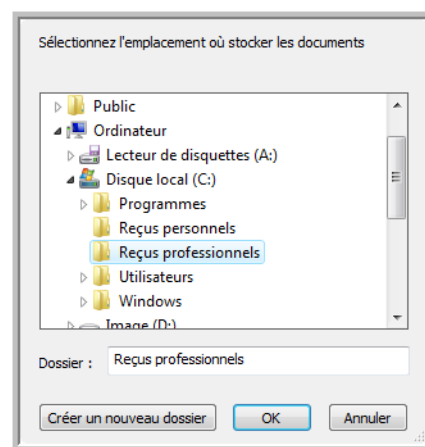 Sélectionnez l'emplacement où stocker les documents
Public
Ordinateur
Lecteur de disquettes (A:)
Disque local (C:)
Programmes
Reçus personnels
Reçus professionnels
Utilisateurs
Windows
Image (D:)
Dossier : Reçus professionnels
Créer un nouveau dossier OK Annuler